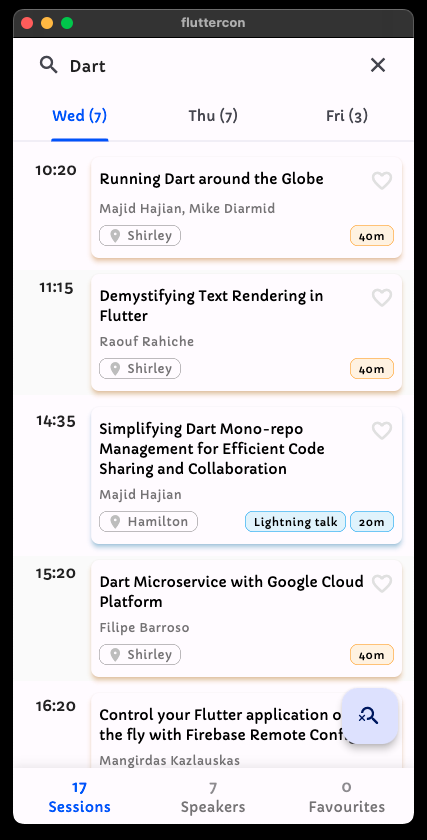 fluttercon
Dart
Wed (7)
Thu (7)
Fri (3)
10:20
Running Dart around the Globe
Majid Hajian, Mike Diarmid
Shirley
40m
11:15
Demystifying Text Rendering in
Flutter
Raouf Rahiche
Shirley
40m
14:35
Simplifying Dart Mono-repo
Management for Efficient Code
Sharing and Collaboration
Majid Hajian
Hamilton
Lightning talk
20m
15:20
Dart Microservice with Google Cloud
Platform
Filipe Barroso
Shirley
40m
16:20
Control your Flutter application
the fly with Firebase Remote
Mangirdas Kazlauskas
17
Sessions
7
Speakers
0
Favourites